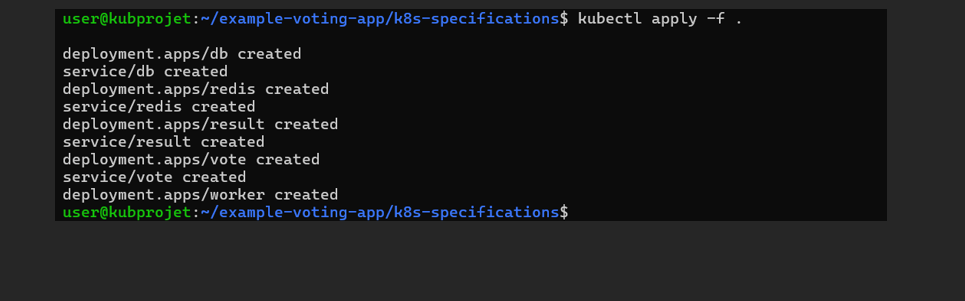 user@kubprojet:~/example-voting-app/k8s-specifications$ kubectl apply -f .
deployment.apps/db created
service/db created
deployment.apps/redis created
service/redis created
deployment.apps/result created
service/result created
deployment.apps/vote created
service/vote created
deployment.apps/worker created
user@kubprojet:~/example-voting-app/k8s-specifications$